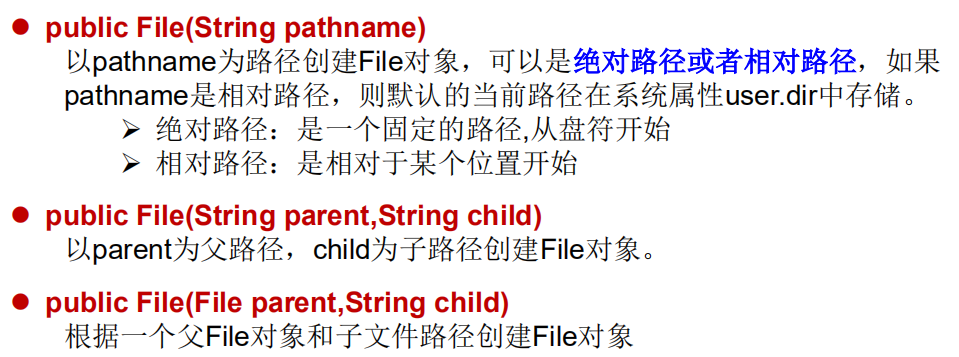 ● public File(String pathname)
以pathname为路径创建File对象，可以是绝对路径或者相对路径，如果
pathname是相对路径，则默认的当前路径在系统属性user.dir中存储。
➢ 绝对路径：是一个固定的路径,从盘符开始
➢ 相对路径：是相对于某个位置开始
● public File(String parent,String child)
以parent为父路径，child为子路径创建File对象。
● public File(File parent,String child)
根据一个父File对象和子文件路径创建File对象